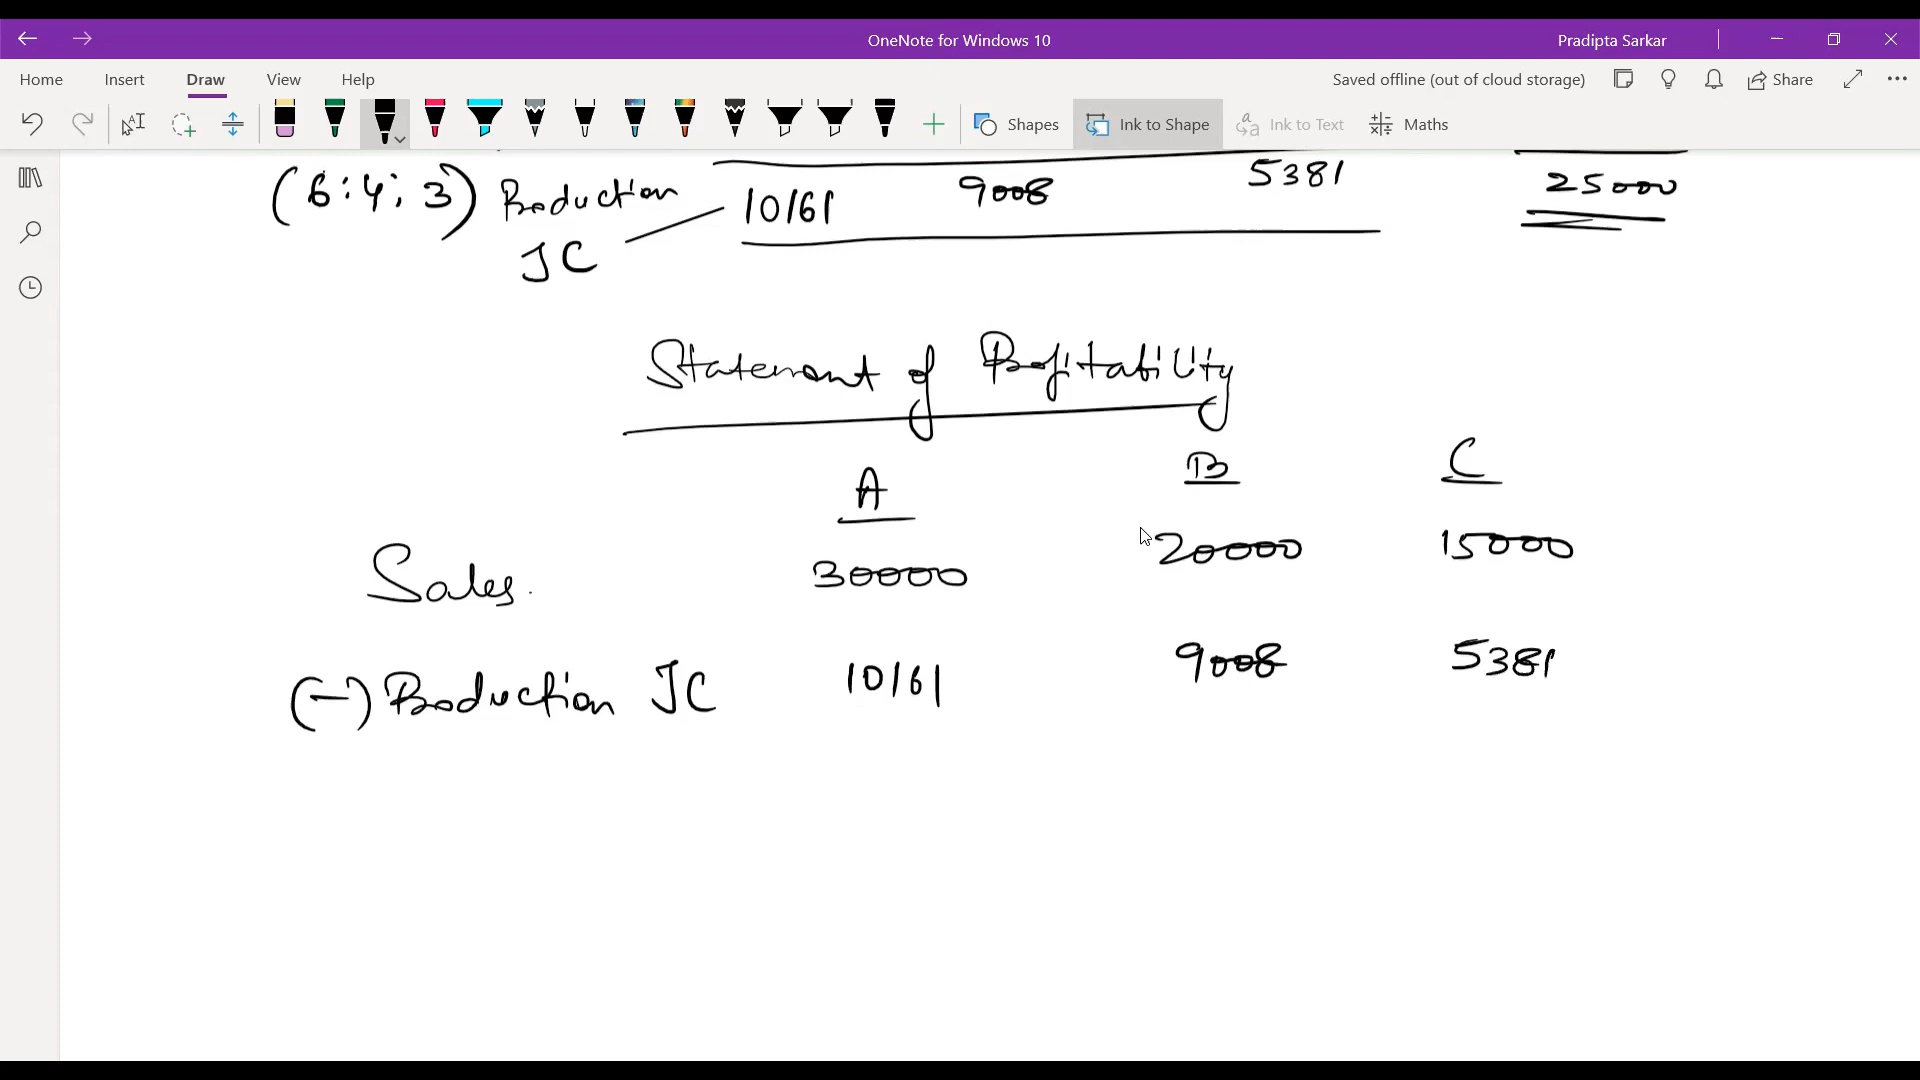 OneNote for Windows 10
Pradipta Sarkar
Home Insert Draw View Help
Saved offline (out of cloud storage) Share
Shapes Ink to Shape Ink to Text Maths
(6:4:3) Production 10161 9008 5381 25000
JC
Statement of Profitability
A B C
Sales. 30000 20000 15000
(-) Production JC 10161 9008 5381